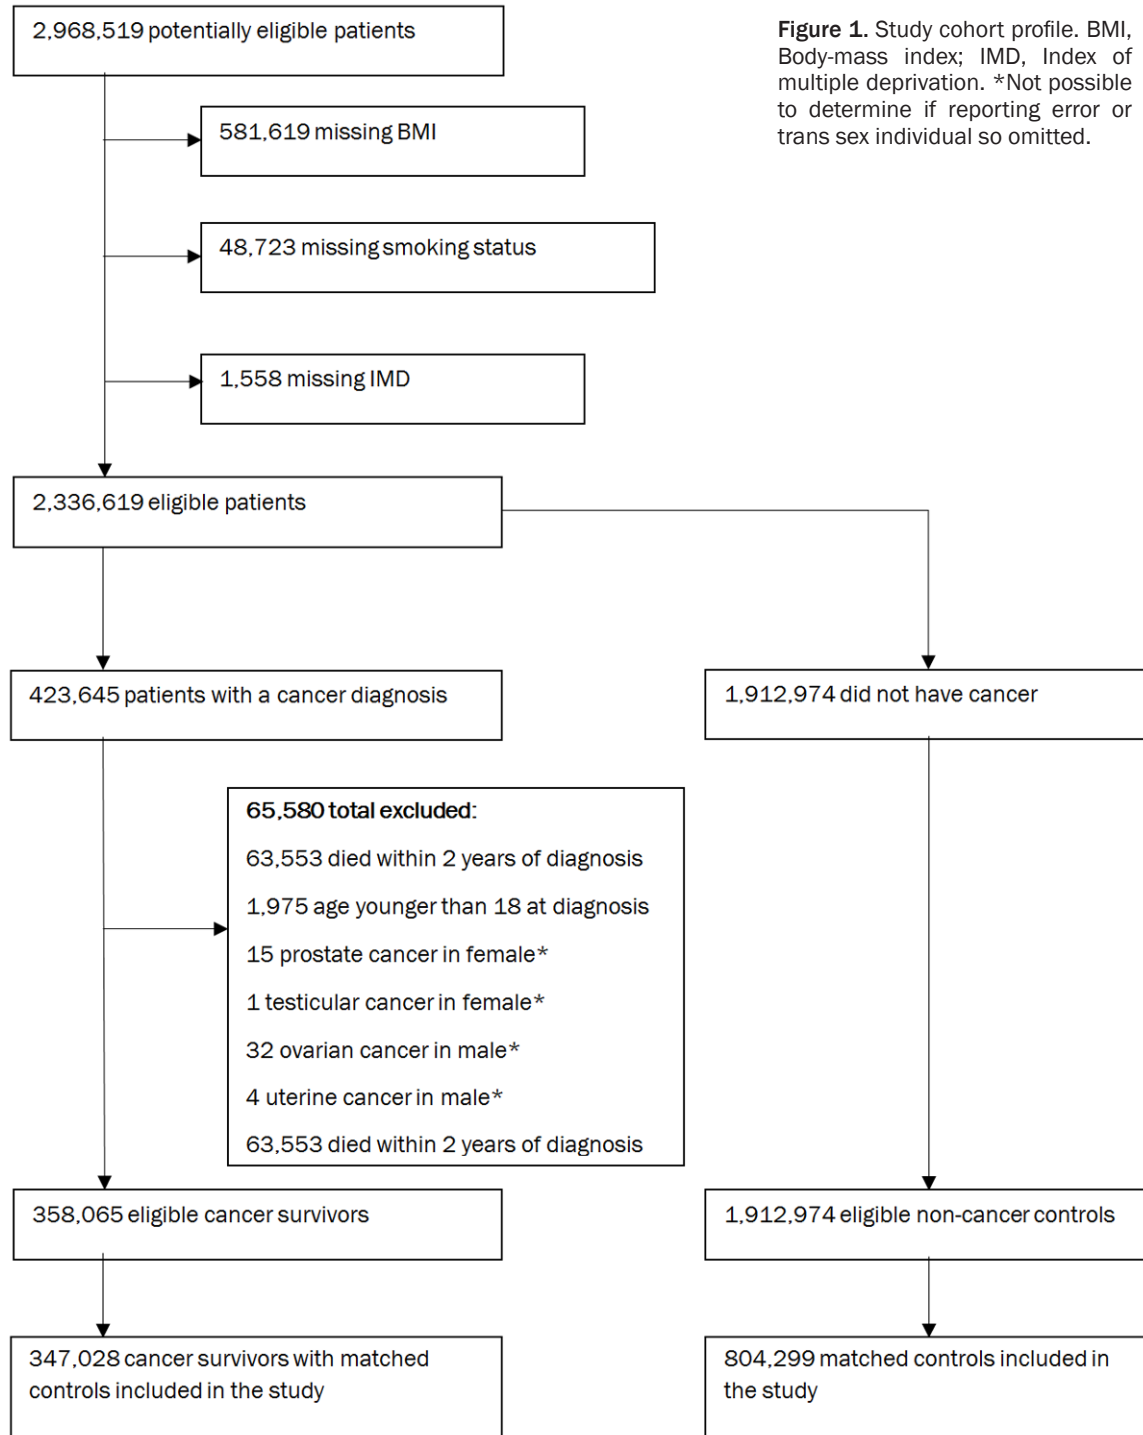 2,968,519 potentially eligible patients
Figure 1. Study cohort profile. BMI,
Body-mass index; IMD, Index of
multiple deprivation. *Not possible
to determine if reporting error or
trans sex individual so omitted.
581,619 missing BMI
48,723 missing smoking status
1,558 missing IMD
2,336,619 eligible patients
423,645 patients with a cancer diagnosis
1,912,974 did not have cancer
65,580 total excluded:
63,553 died within 2 years of diagnosis
1,975 age younger than 18 at diagnosis
15 prostate cancer in female*
1 testicular cancer in female*
32 ovarian cancer in male*
4 uterine cancer in male*
63,553 died within 2 years of diagnosis
358,065 eligible cancer survivors
1,912,974 eligible non-cancer controls
347,028 cancer survivors with matched
controls included in the study
804,299 matched controls included in
the study